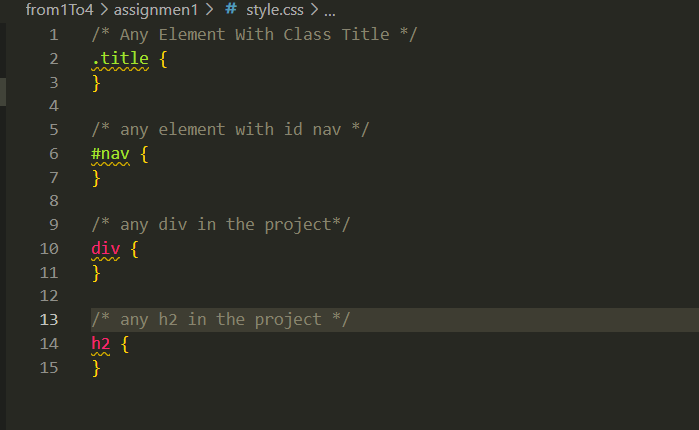 from1To4 > assignmen1 > # style.css > ...
1 /* Any Element With Class Title */
2 .title {
3 }
4
5 /* any element with id nav */
6 #nav {
7 }
8
9 /* any div in the project*/
10 div {
11 }
12
13 /* any h2 in the project */
14 h2 {
15 }